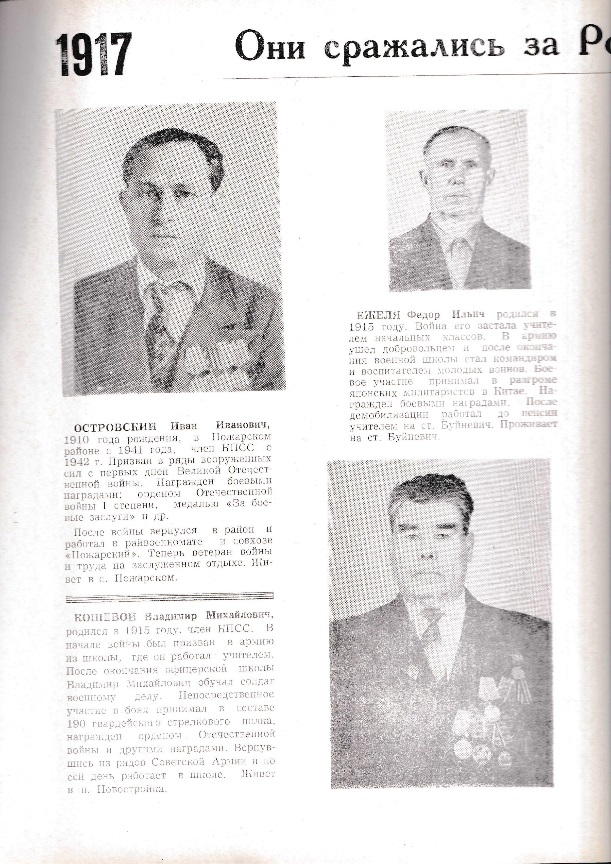 1917
Они сражались за Ро
ОСТРОВСКИЙ Иван Иванович,
1910 года рождения, в Пожарском
районе с 1941 года, член КПСС с
1942 г. Призван в ряды вооруженных
сил с первых дней Великой Отечест-
венной войны. Награжден боевыми
наградами: орденом Отечественной
войны I степени, медалью «За бое-
вые заслуги» и др.
После войны вернулся в район и
работал в райвоенкомате и совхозе
«Пожарский». Теперь ветеран войны
и труда на заслуженном отдыхе. Жи-
вет в с. Пожарском.
КОШЕВОЙ Владимир Михайлович,
родился в 1915 году, член КПСС. В
начале войны был призван в армию
из школы, где он работал учителем.
После окончания офицерской школы
Владимир Михайлович обучал солдат
военному делу. Непосредственное
участие в боях принимал в составе
190 гвардейского стрелкового полка,
награжден орденом Отечественной
войны и другими наградами. Вернув-
шись из рядов Советской Армии и по
сей день работает в школе. Живет
в п. Новостройка.
ЕЖЕЛЯ Федор Ильич родился в
1915 году. Война его застала учите-
лем начальных классов. В армию
ушел добровольцем и после оконча-
ния военной школы стал командиром
и воспитателем молодых воинов. Бое-
вое участие принимал в разгроме
японских милитаристов в Китае. На-
гражден боевыми наградами. После
демобилизации работал до пенсии
учителем на ст. Буйневич. Проживает
на ст. Буйневич.